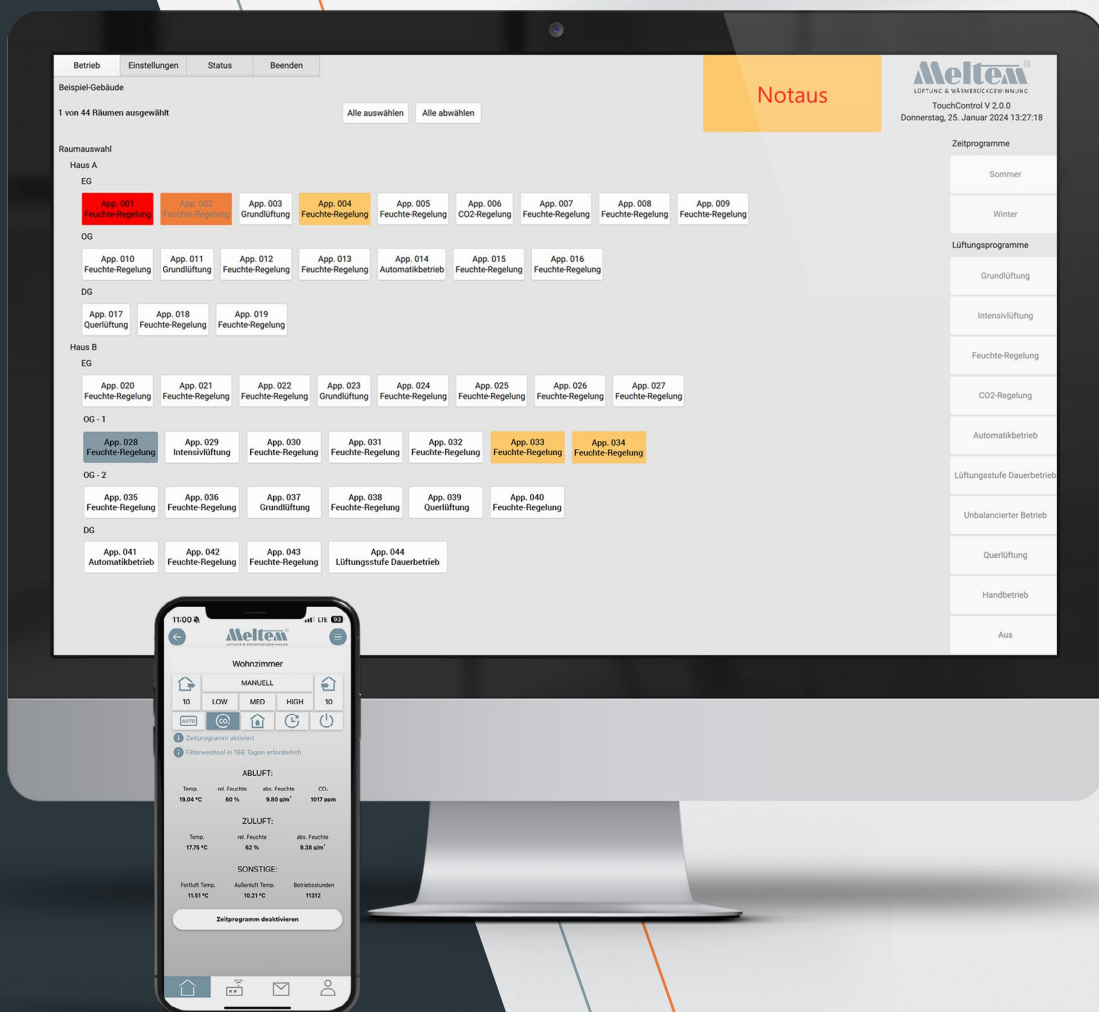 Betrieb Einstellungen Status Beenden
Beispiel-Gebäude
1 von 44 Räumen ausgewählt
Alle auswählen Alle abwählen
Notaus
Meltem®
LÜFTUNG & WÄRMERÜCKGEWINNUNG
TouchControl V 2.0.0
Donnerstag, 25. Januar 2024 13:27:18
Raumauswahl
Haus A
EG
App. 001 App. 002 App. 003 App. 004 App. 005 App. 006 App. 007 App. 008 App. 009
Feuchte-Regelung Feuchte-Regelung Grundlüftung Feuchte-Regelung Feuchte-Regelung CO2-Regelung Feuchte-Regelung Feuchte-Regelung Feuchte-Regelung
OG
App. 010 App. 011 App. 012 App. 013 App. 014 App. 015 App. 016
Feuchte-Regelung Grundlüftung Feuchte-Regelung Feuchte-Regelung Automatikbetrieb Feuchte-Regelung Feuchte-Regelung
DG
App. 017 App. 018 App. 019
Querlüftung Feuchte-Regelung Feuchte-Regelung
Haus B
EG
App. 020 App. 021 App. 022 App. 023 App. 024 App. 025 App. 026 App. 027
Feuchte-Regelung Feuchte-Regelung Feuchte-Regelung Grundlüftung Feuchte-Regelung Feuchte-Regelung Feuchte-Regelung Feuchte-Regelung
OG - 1
App. 028 App. 029 App. 030 App. 031 App. 032 App. 033 App. 034
Feuchte-Regelung Intensivlüftung Feuchte-Regelung Feuchte-Regelung Feuchte-Regelung Feuchte-Regelung Feuchte-Regelung
OG - 2
App. 035 App. 036 App. 037 App. 038 App. 039 App. 040
Feuchte-Regelung Feuchte-Regelung Grundlüftung Feuchte-Regelung Querlüftung Feuchte-Regelung
DG
App. 041 App. 042 App. 043 App. 044
Automatikbetrieb Feuchte-Regelung Feuchte-Regelung Lüftungsstufe Dauerbetrieb
Zeitprogramme
Sommer
Winter
Lüftungsprogramme
Grundlüftung
Intensivlüftung
Feuchte-Regelung
CO2-Regelung
Automatikbetrieb
Lüftungsstufe Dauerbetrieb
Unbalancierter Betrieb
Querlüftung
Handbetrieb
Aus
11:00 LTE 93
Meltem®
LÜFTUNG & WÄRMERÜCKGEWINNUNG
Wohnzimmer
MANUELL
10 LOW MED HIGH 10
AUTO CO₂
Zeitprogramm aktiviert
Filterwechsel in 166 Tagen erforderlich
ABLUFT:
Temp. rel. Feuchte abs. Feuchte CO₂
19.04 °C 60 % 9.80 g/m³ 1017 ppm
ZULUFT:
Temp. rel. Feuchte abs. Feuchte
17.75 °C 62 % 9.38 g/m³
SONSTIGE:
Fortluft Temp. Außenluft Temp. Betriebsstunden
11.51 °C 10.21 °C 11312
Zeitprogramm deaktivieren